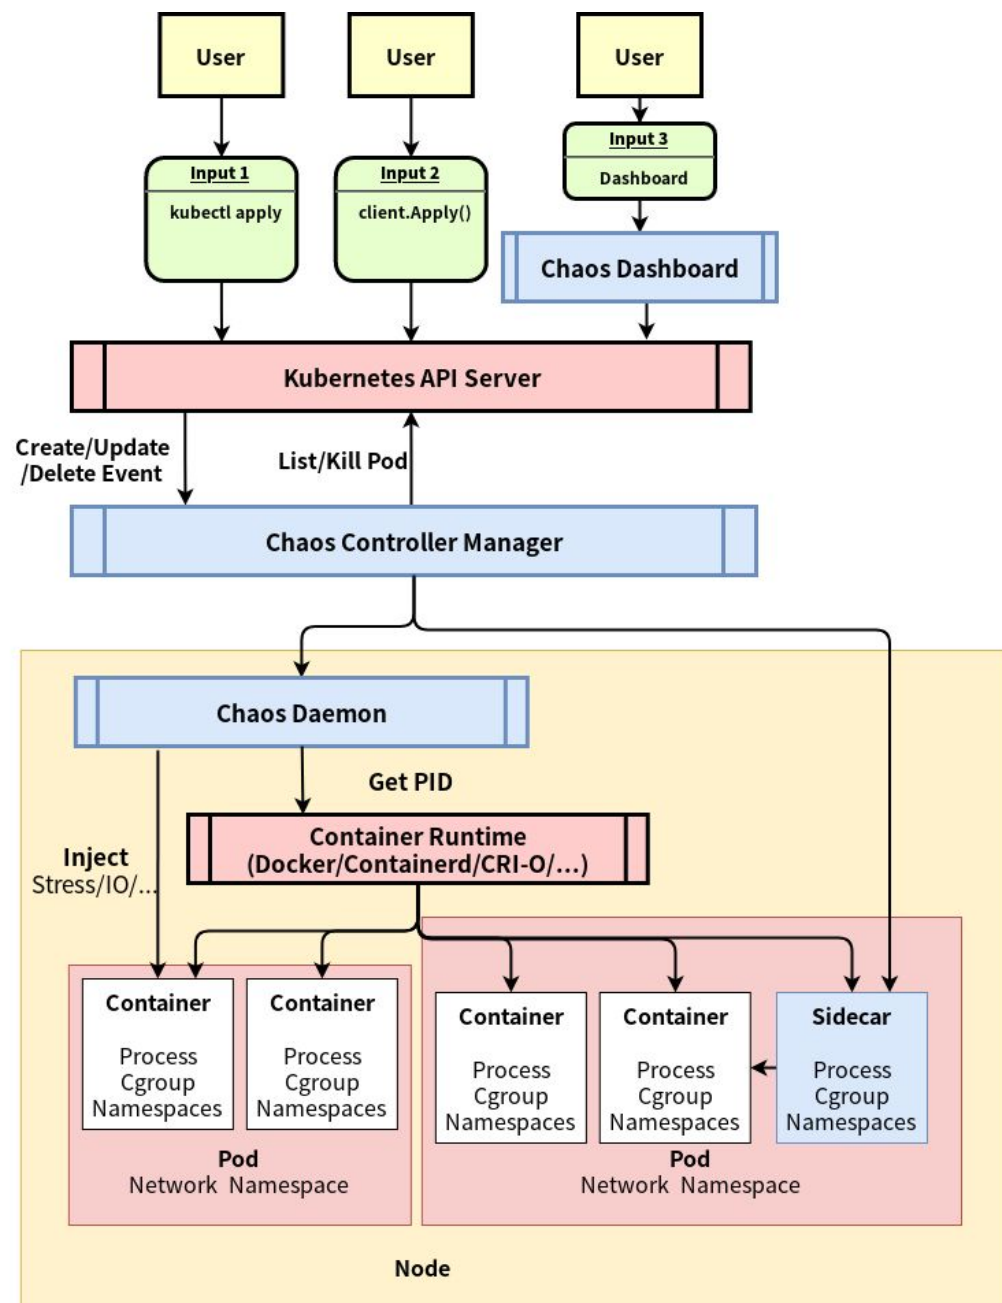 User
User
User
Input 1
kubectl apply
Input 2
client.Apply()
Input 3
Dashboard
Chaos Dashboard
Kubernetes API Server
Create/Update
/Delete Event
List/Kill Pod
Chaos Controller Manager
Chaos Daemon
Get PID
Container Runtime
(Docker/Containerd/CRI-O/...)
Inject
Stress/IO/...
Container
Process
Cgroup
Namespaces
Container
Process
Cgroup
Namespaces
Pod
Network Namespace
Container
Process
Cgroup
Namespaces
Container
Process
Cgroup
Namespaces
Sidecar
Process
Cgroup
Namespaces
Pod
Network Namespace
Node